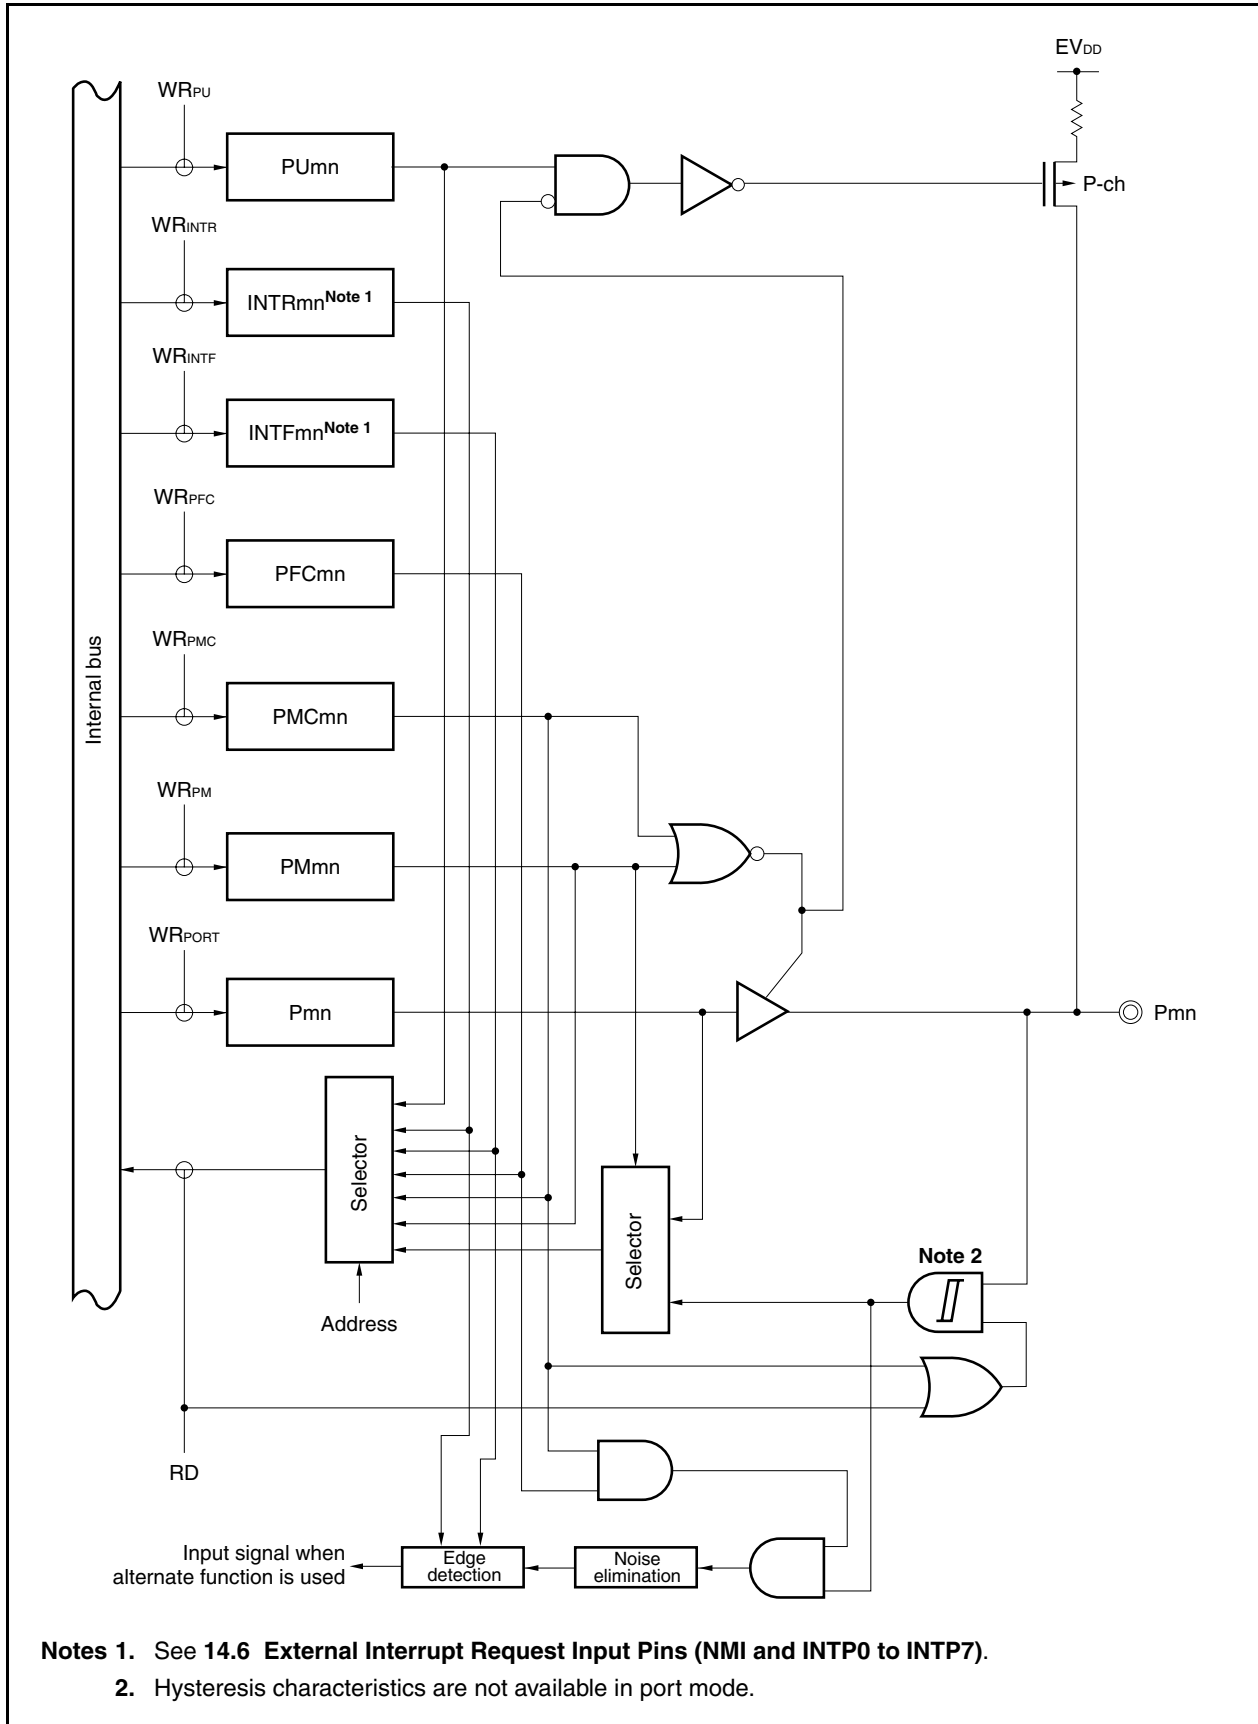 EVDD
WRPU
PUmn
P-ch
WRINTR
INTRmnNote 1
WRINTF
INTFmnNote 1
WRPFC
PFCmn
WRPMC
Internal bus
PMCmn
WRPM
PMmn
WRPORT
Pmn
Pmn
Selector
Selector
Note 2
Address
RD
Input signal when
alternate function is used
Edge
detection
Noise
elimination
Notes 1. See 14.6 External Interrupt Request Input Pins (NMI and INTP0 to INTP7).
2. Hysteresis characteristics are not available in port mode.